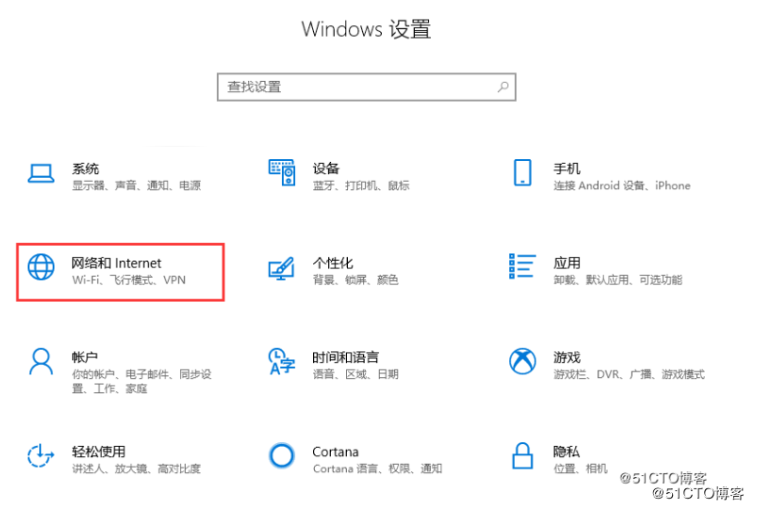 Windows 设置
查找设置
系统
显示器、声音、通知、电源
设备
蓝牙、打印机、鼠标
手机
连接 Android 设备、iPhone
网络和 Internet
Wi-Fi、飞行模式、VPN
个性化
背景、锁屏、颜色
应用
卸载、默认应用、可选功能
帐户
你的帐户、电子邮件、同步设
置、工作、家庭
时间和语言
语音、区域、日期
游戏
游戏栏、DVR、广播、游戏模式
轻松使用
讲述人、放大镜、高对比度
Cortana
Cortana 语言、权限、通知
隐私
位置、相机
@51CTO博客
@51CTO博客